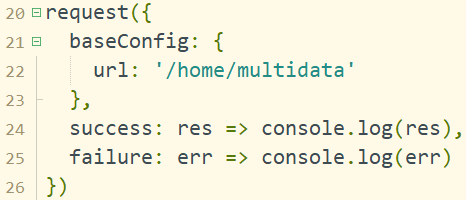 20 request({
21   baseConfig: {
22     url: '/home/multidata'
23   },
24   success: res => console.log(res),
25   failure: err => console.log(err)
26 })